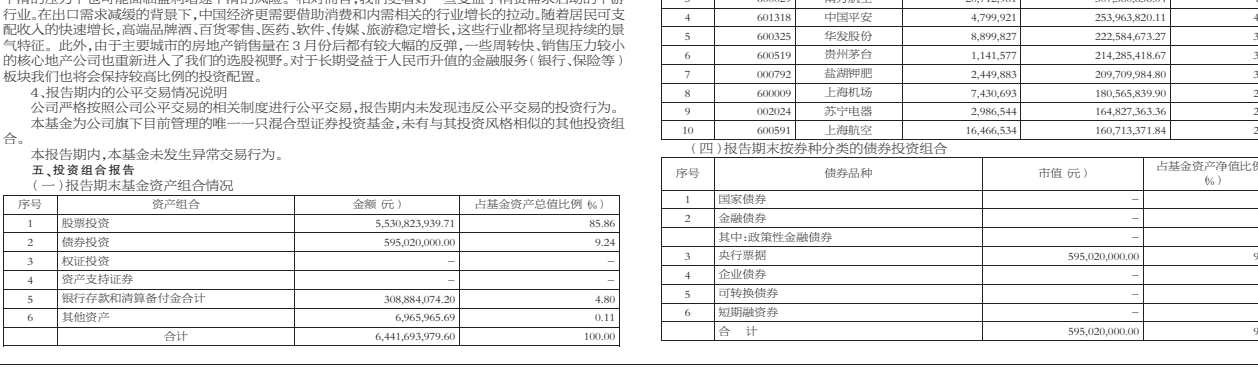 行业。在出口需求减缓的背景下,中国经济更需要借助消费和内需相关的行业增长的拉动。随着居民可支
配收入的快速增长,高端品牌酒、百货零售、医药、软件、传媒、旅游稳定增长,这些行业都将呈现持续的景
气特征。此外,由于主要城市的房地产销售量在 3 月份后都有较大幅的反弹,一些周转快、销售压力较小
的核心地产公司也重新进入了我们的选股视野。对于长期受益于人民币升值的金融服务(银行、保险等)
板块我们也将会保持较高比例的投资配置。
4、报告期内的公平交易情况说明
公司严格按照公司公平交易的相关制度进行公平交易,报告期内未发现违反公平交易的投资行为。
本基金为公司旗下目前管理的唯一一只混合型证券投资基金,未有与其投资风格相似的其他投资组
合。
本报告期内,本基金未发生异常交易行为。
五、投资组合报告
(一)报告期末基金资产组合情况
序号 资产组合 金额(元) 占基金资产总值比例(%)
1 股票投资 5,530,823,939.71 85.86
2 债券投资 595,020,000.00 9.24
3 权证投资 – –
4 资产支持证券 – –
5 银行存款和清算备付金合计 308,884,074.20 4.80
6 其他资产 6,965,965.69 0.11
合计 6,441,693,979.60 100.00
4 601318 中国平安 4,799,921 253,963,820.11
5 600325 华发股份 8,899,827 222,584,673.27
6 600519 贵州茅台 1,141,577 214,285,418.67
7 000792 盐湖钾肥 2,449,883 209,709,984.80
8 600009 上海机场 7,430,693 180,565,839.90
9 002024 苏宁电器 2,986,544 164,827,363.36
10 600591 上海航空 16,466,534 160,713,371.84
(四)报告期末按券种分类的债券投资组合
序号 债券品种 市值(元) 占基金资产净值比例
(%)
1 国家债券 –
2 金融债券 –
其中:政策性金融债券 –
3 央行票据 595,020,000.00
4 企业债券 –
5 可转换债券 –
6 短期融资券 –
合 计 595,020,000.00